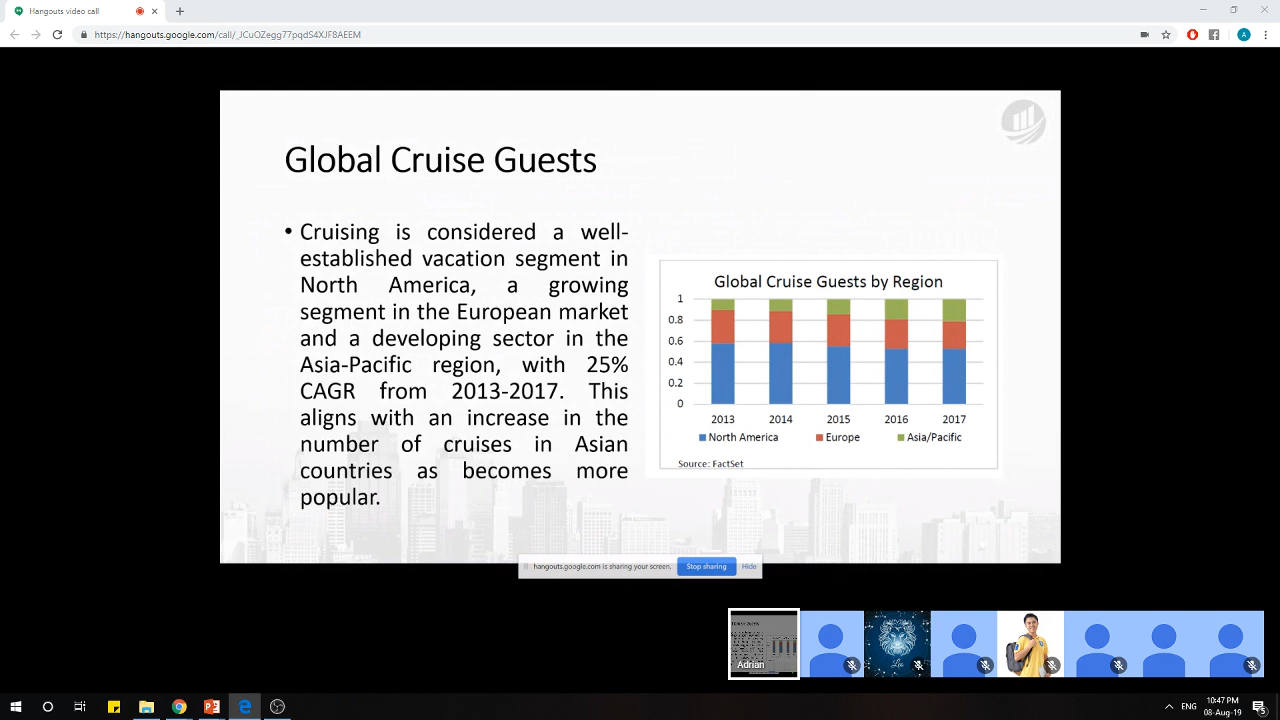 Hangouts video call
https://hangouts.google.com/call/_JCuOZegg77pqdS4XJF8AEEM
A
Global Cruise Guests
• Cruising is considered a well-
established vacation segment in
North America, a growing
segment in the European market
and a developing sector in the
Asia-Pacific region, with 25%
CAGR from 2013-2017. This
aligns with an increase in the
number of cruises in Asian
countries as becomes more
popular.
Global Cruise Guests by Region
1
0.8
0.6
0.4
0.2
0
2013 2014 2015 2016 2017
North America Europe Asia/Pacific
Source: FactSet
hangouts.google.com is sharing your screen. Stop sharing Hide
Adrian
Leo
ENG
10:47 PM
08-Aug-19
5